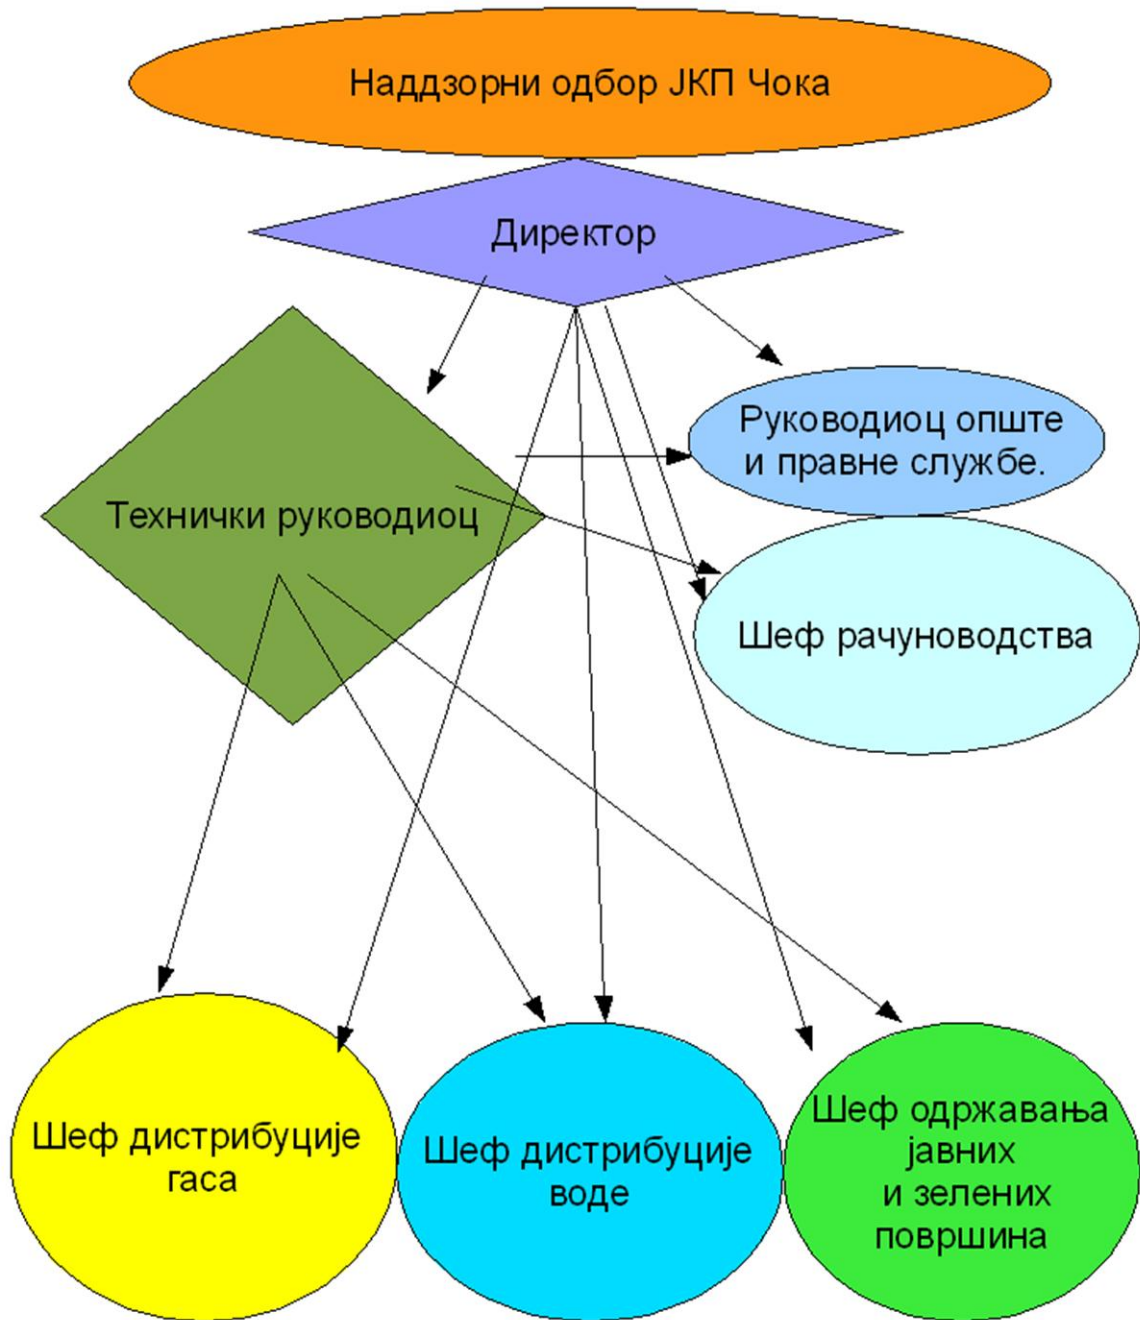 Наддзорни одбор ЈКП Чока
Директор
Руководиоц опште
и правне службе.
Технички руководиоц
Шеф рачуноводства
Шеф дистрибуције
гаса
Шеф дистрибуције
воде
Шеф одржавања
јавних
и зелених
површина